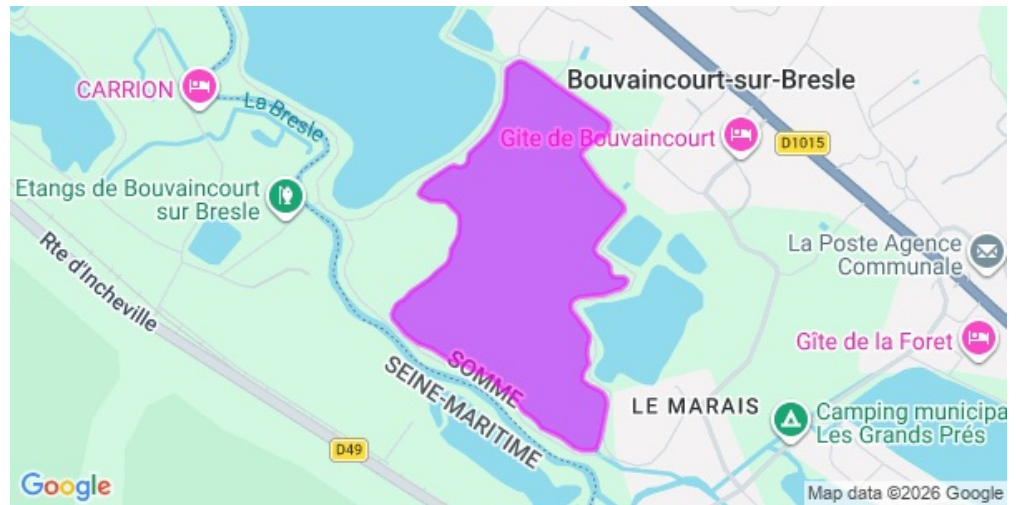 Bouvaincourt-sur-Bresle
CARRION
La Bresle
Gite de Bouvaincourt
D1015
Etangs de Bouvaincourt
sur Bresle
La Poste Agence
Communale
Rte d'Incheville
Gîte de la Foret
SOMME
SEINE-MARITIME
LE MARAIS
Camping municipa
Les Grands Prés
D49
Google
Map data ©2026 Google